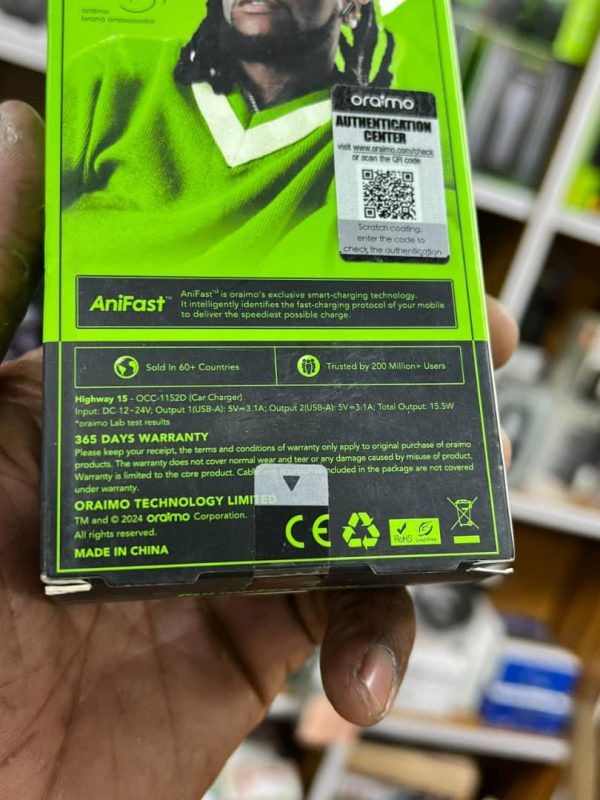 oraimo
brand ambassador
oraimo
AUTHENTICATION
CENTER
visit www.oraimo.com/check
or scan the QR code
Scratch coating,
enter the code to
check the authentication
AniFast™
AniFast™ is oraimo's exclusive smart-charging technology.
It intelligently identifies the fast-charging protocol of your mobile
to deliver the speediest possible charge.
Sold In 60+ Countries
Trusted by 200 Million+ Users
Highway 15 - OCC-1152D (Car Charger)
Input: DC 12-24V; Output 1(USB-A): 5V⎓3.1A; Output 2(USB-A): 5V⎓3.1A; Total Output: 15.5W
*oraimo Lab test results
365 DAYS WARRANTY
Please keep your receipt, the terms and conditions of warranty only apply to original purchase of oraimo
products. The warranty does not cover normal wear and tear or any damage caused by misuse of product.
Warranty is limited to the core product. included in the package are not covered
under warranty.
ORAIMO TECHNOLOGY LIMITED
TM and © 2024 oraimo Corporation.
All rights reserved.
MADE IN CHINA
CE
RoHS Lead Free